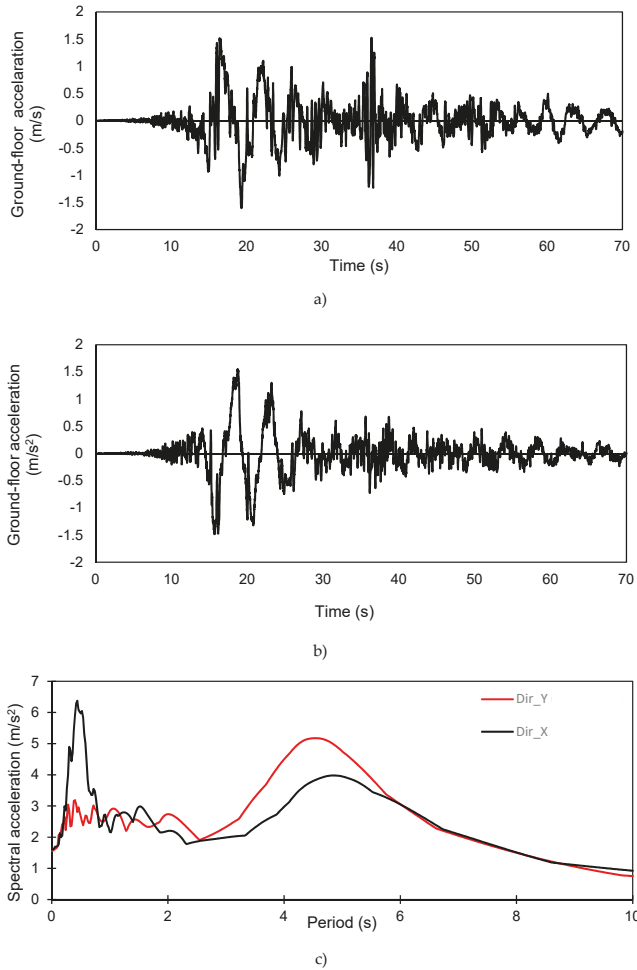 2
1.5
1
0.5
0
-0.5
-1
-1.5
-2
Ground-floor accelaration
(m/s)
0 10 20 30 40 50 60 70
Time (s)
a)
2
1.5
1
0.5
0
-0.5
-1
-1.5
-2
Ground-floor acceleration
(m/s²)
0 10 20 30 40 50 60 70
Time (s)
b)
7
6
5
4
3
2
1
0
Spectral acceleration (m/s²)
Dir_Y
Dir_X
0 2 4 6 8 10
Period (s)
c)